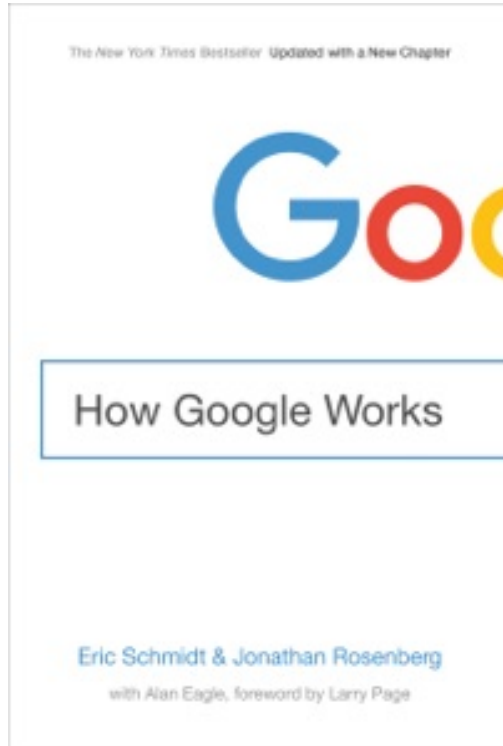 The New York Times Bestseller Updated with a New Chapter
Goo
How Google Works
Eric Schmidt & Jonathan Rosenberg
with Alan Eagle, foreword by Larry Page